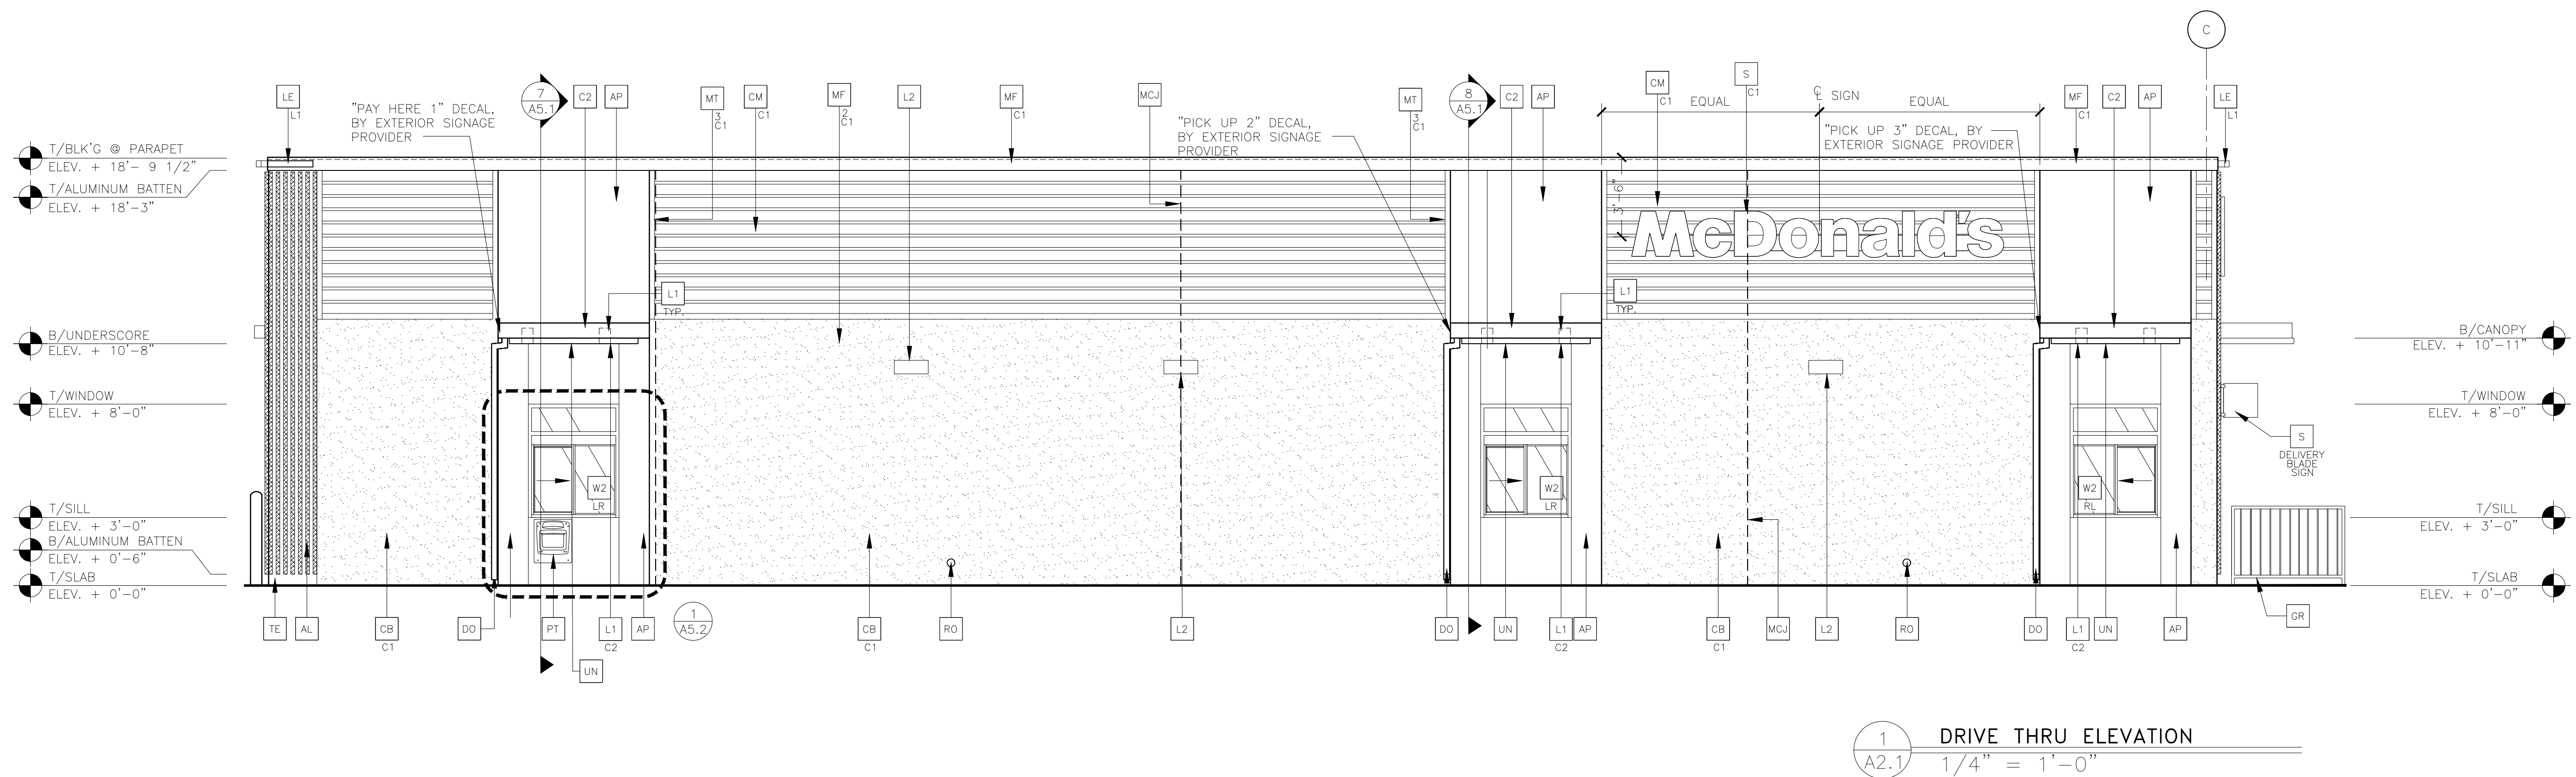 C
LE
L1
"PAY HERE 1" DECAL,
BY EXTERIOR SIGNAGE
PROVIDER
7
A5.1
C2
AP
MT
3
C1
CM
C1
MF
2
C1
L2
MF
C1
MCJ
"PICK UP 2" DECAL,
BY EXTERIOR SIGNAGE
PROVIDER
MT
3
C1
8
A5.1
C2
AP
CM
C1
S
C1
EQUAL
℄ SIGN
EQUAL
"PICK UP 3" DECAL, BY
EXTERIOR SIGNAGE PROVIDER
MF
C1
C2
AP
LE
L1
T/BLK'G @ PARAPET
ELEV. + 18'- 9 1/2"
T/ALUMINUM BATTEN
ELEV. + 18'-3"
3'-6"
McDonald's
L1
TYP.
L1
TYP.
B/UNDERSCORE
ELEV. + 10'-8"
B/CANOPY
ELEV. + 10'-11"
T/WINDOW
ELEV. + 8'-0"
T/WINDOW
ELEV. + 8'-0"
S
DELIVERY
BLADE
SIGN
W2
LR
W2
LR
W2
RL
T/SILL
ELEV. + 3'-0"
T/SILL
ELEV. + 3'-0"
B/ALUMINUM BATTEN
ELEV. + 0'-6"
T/SLAB
ELEV. + 0'-0"
T/SLAB
ELEV. + 0'-0"
TE
AL
CB
C1
DO
PT
L1
C2
AP
1
A5.2
CB
C1
RO
L2
DO
UN
L1
C2
AP
CB
C1
MCJ
L2
RO
DO
L1
C2
UN
AP
GR
UN
1
A2.1
DRIVE THRU ELEVATION
1/4" = 1'-0"